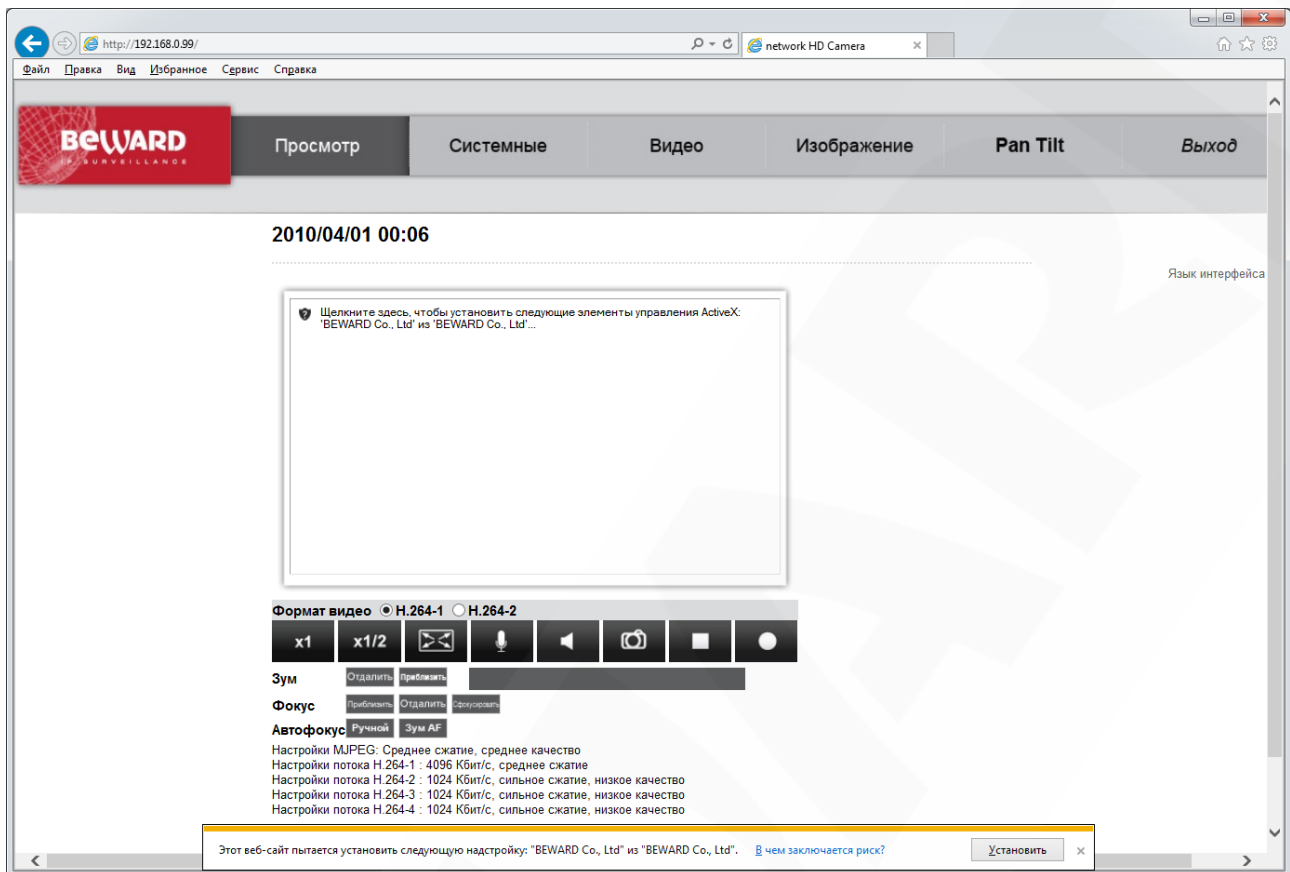 http://192.168.0.99/
network HD Camera
Файл Правка Вид Избранное Сервис Справка
BEWARD
IP SURVEILLANCE
Просмотр Системные Видео Изображение Pan Tilt Выход
2010/04/01 00:06
Язык интерфейса
Щелкните здесь, чтобы установить следующие элементы управления ActiveX:
'BEWARD Co., Ltd' из 'BEWARD Co., Ltd'...
Формат видео H.264-1 H.264-2
x1 x1/2
Зум Отдалить Приблизить
Фокус Приблизить Отдалить Сфокусировать
Автофокус Ручной Зум AF
Настройки MJPEG: Среднее сжатие, среднее качество
Настройки потока H.264-1 : 4096 Кбит/с, среднее сжатие
Настройки потока H.264-2 : 1024 Кбит/с, сильное сжатие, низкое качество
Настройки потока H.264-3 : 1024 Кбит/с, сильное сжатие, низкое качество
Настройки потока H.264-4 : 1024 Кбит/с, сильное сжатие, низкое качество
Этот веб-сайт пытается установить следующую надстройку: "BEWARD Co., Ltd" из "BEWARD Co., Ltd". В чем заключается риск? Установить